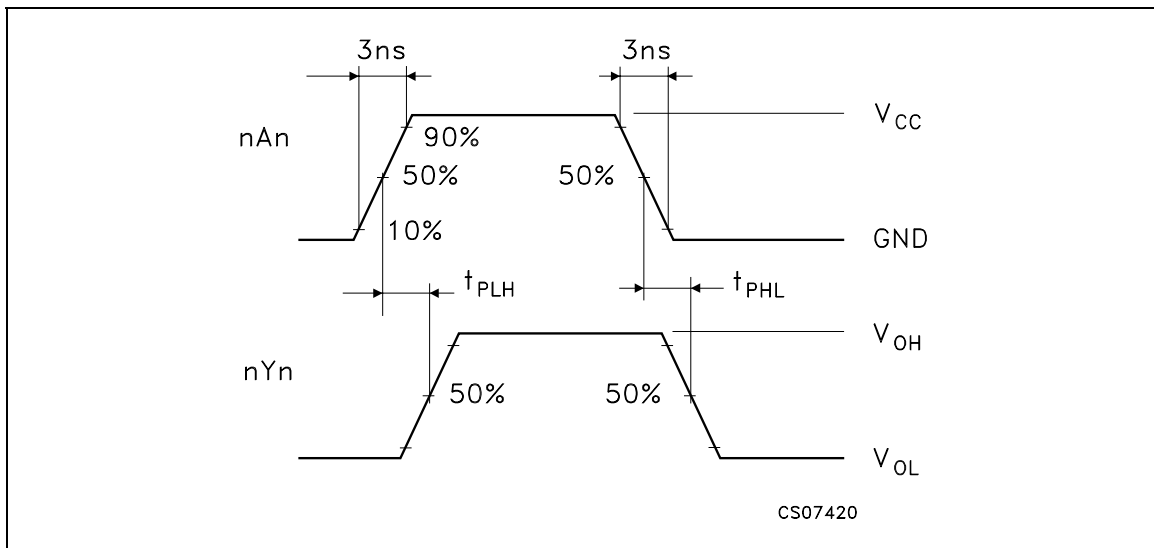 3ns
3ns
V_CC
nAn
90%
50%
50%
10%
GND
t_PLH
t_PHL
V_OH
nYn
50%
50%
V_OL
CS07420